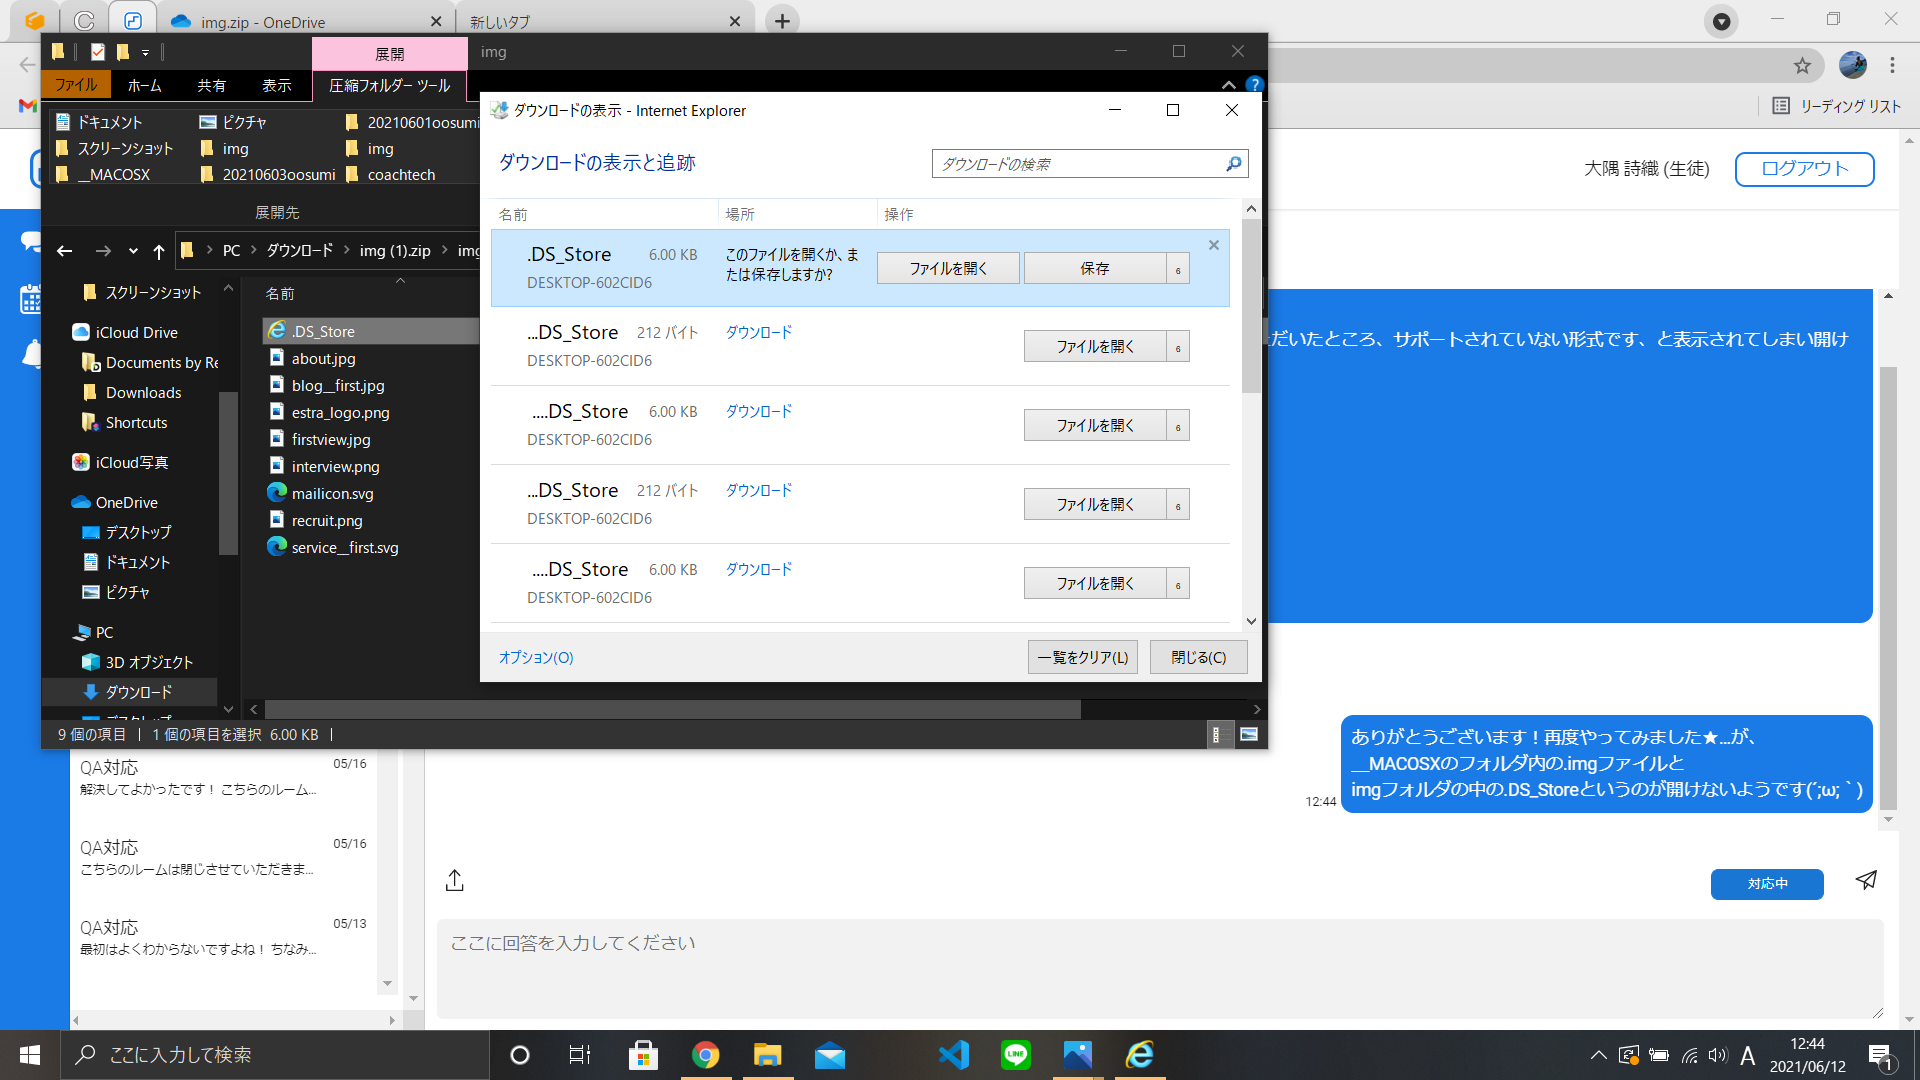 img.zip - OneDrive
新しいタブ
展開
img
ファイル
ホーム
共有
表示
圧縮フォルダー ツール
ドキュメント
ピクチャ
20210601oosumi
スクリーンショット
img
img
__MACOSX
20210603oosumi
coachtech
展開先
PC
ダウンロード
img (1).zip
img
スクリーンショット
iCloud Drive
Documents by Re
Downloads
Shortcuts
iCloud写真
OneDrive
デスクトップ
ドキュメント
ピクチャ
PC
3D オブジェクト
ダウンロード
デスクトップ
名前
.DS_Store
about.jpg
blog__first.jpg
estra_logo.png
firstview.jpg
interview.png
mailicon.svg
recruit.png
service__first.svg
9 個の項目
1 個の項目を選択 6.00 KB
ダウンロードの表示 - Internet Explorer
ダウンロードの表示と追跡
ダウンロードの検索
名前
場所
操作
.DS_Store
6.00 KB
DESKTOP-602CID6
このファイルを開くか、ま
たは保存しますか?
ファイルを開く
保存
6
...DS_Store
212 バイト
DESKTOP-602CID6
ダウンロード
ファイルを開く
6
....DS_Store
6.00 KB
DESKTOP-602CID6
ダウンロード
ファイルを開く
6
...DS_Store
212 バイト
DESKTOP-602CID6
ダウンロード
ファイルを開く
6
....DS_Store
6.00 KB
DESKTOP-602CID6
ダウンロード
ファイルを開く
6
オプション(O)
一覧をクリア(L)
閉じる(C)
リーディング リスト
大隅 詩織 (生徒)
ログアウト
だいたところ、サポートされていない形式です、と表示されてしまい開け
ありがとうございます！再度やってみました★...が、
__MACOSXのフォルダ内の.imgファイルと
imgフォルダの中の.DS_Storeというのが開けないようです(´;ω;｀)
12:44
QA対応
05/16
解決してよかったです！ こちらのルーム...
QA対応
05/16
こちらのルームは閉じさせていただきま...
QA対応
05/13
最初はよくわからないですよね！ ちなみ...
対応中
ここに回答を入力してください
ここに入力して検索
LINE
A
12:44
2021/06/12
1